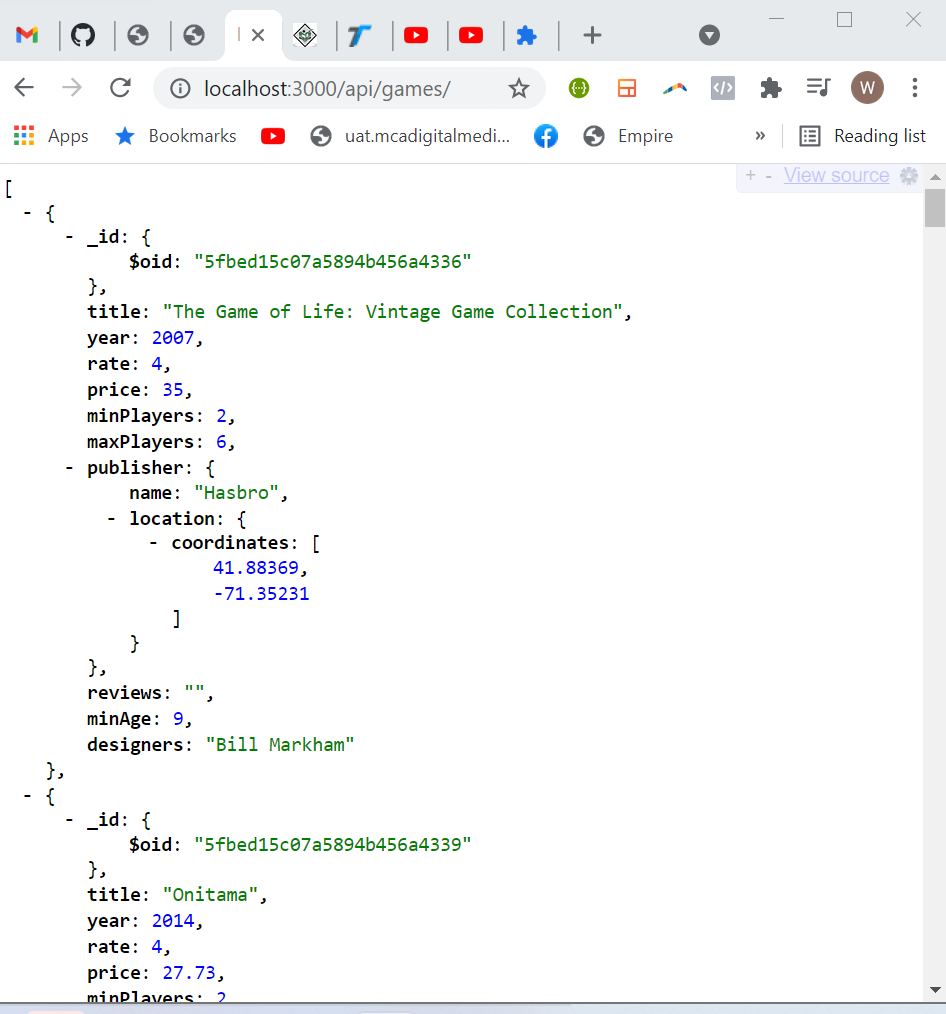 localhost:3000/api/games/
W
Apps
Bookmarks
uat.mcadigitalmedi...
Empire
»
Reading list
+ - View source
[
- {
- _id: {
$oid: "5fbed15c07a5894b456a4336"
},
title: "The Game of Life: Vintage Game Collection",
year: 2007,
rate: 4,
price: 35,
minPlayers: 2,
maxPlayers: 6,
- publisher: {
name: "Hasbro",
- location: {
- coordinates: [
41.88369,
-71.35231
]
}
},
reviews: "",
minAge: 9,
designers: "Bill Markham"
},
- {
- _id: {
$oid: "5fbed15c07a5894b456a4339"
},
title: "Onitama",
year: 2014,
rate: 4,
price: 27.73,
minPlayers: 2